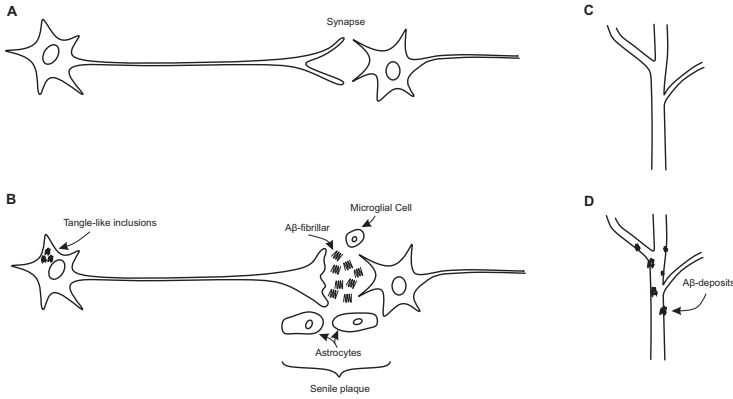 A
Synapse
C
B
Tangle-like inclusions
Aβ-fibrillar
Microglial Cell
Astrocytes
Senile plaque
D
Aβ-deposits